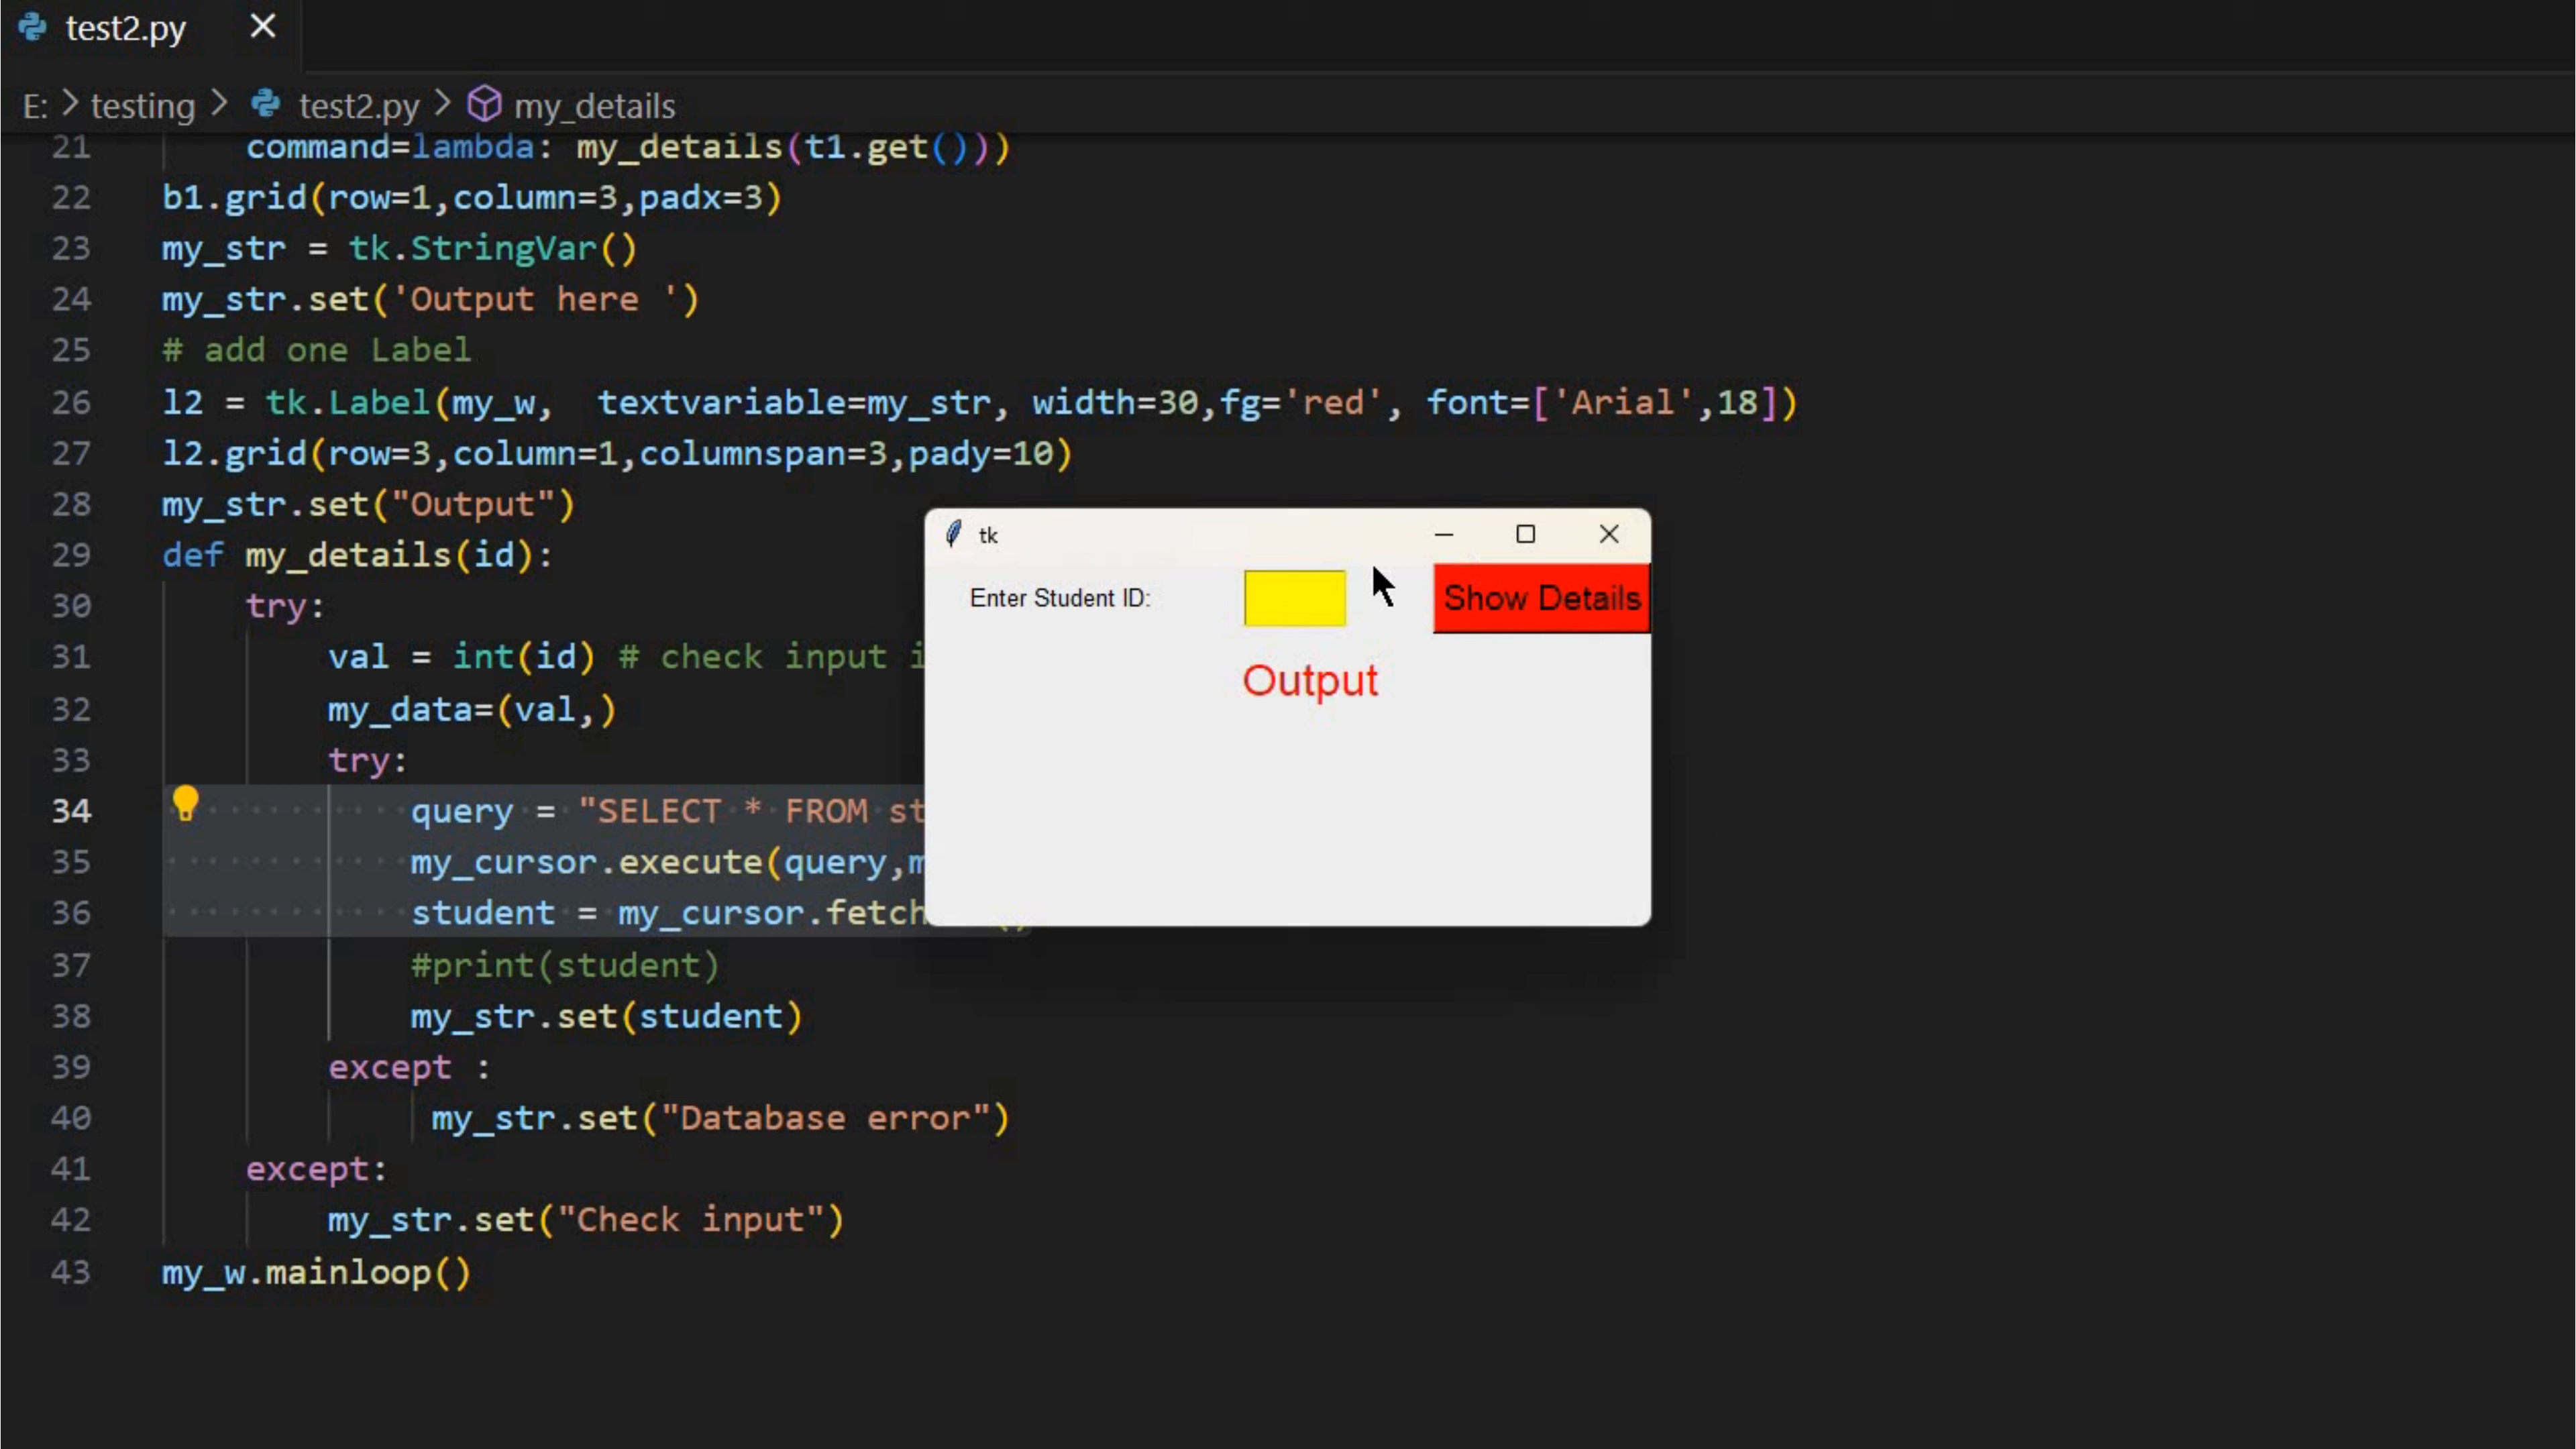 test2.py
E: > testing > test2.py > my_details
21 command=lambda: my_details(t1.get()))
22 b1.grid(row=1,column=3,padx=3)
23 my_str = tk.StringVar()
24 my_str.set('Output here ')
25 # add one Label
26 l2 = tk.Label(my_w,  textvariable=my_str, width=30,fg='red', font=['Arial',18])
27 l2.grid(row=3,column=1,columnspan=3,pady=10)
28 my_str.set("Output")
29 def my_details(id):
30 try:
31 val = int(id) # check input
32 my_data=(val,)
33 try:
34 query = "SELECT * FROM
35 my_cursor.execute(query,
36 student = my_cursor.
37 #print(student)
38 my_str.set(student)
39 except :
40 my_str.set("Database error")
41 except:
42 my_str.set("Check input")
43 my_w.mainloop()
tk
Enter Student ID:
Show Details
Output